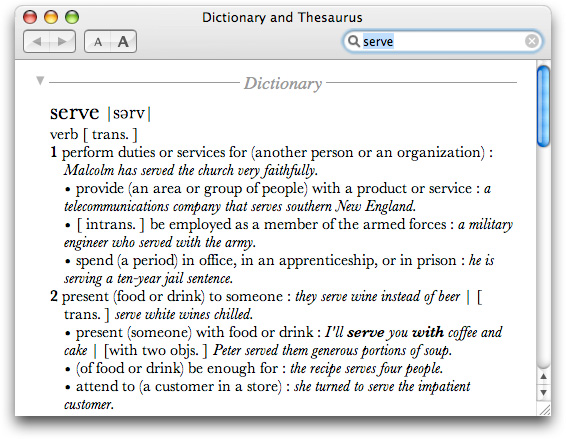 Dictionary and Thesaurus
A A
serve
Dictionary
serve |sərv|
verb [ trans. ]
1 perform duties or services for (another person or an organization) :
Malcolm has served the church very faithfully.
• provide (an area or group of people) with a product or service : a
telecommunications company that serves southern New England.
• [ intrans. ] be employed as a member of the armed forces : a military
engineer who served with the army.
• spend (a period) in office, in an apprenticeship, or in prison : he is
serving a ten-year jail sentence.
2 present (food or drink) to someone : they serve wine instead of beer | [
trans. ] serve white wines chilled.
• present (someone) with food or drink : I'll serve you with coffee and
cake | [with two objs. ] Peter served them generous portions of soup.
• (of food or drink) be enough for : the recipe serves four people.
• attend to (a customer in a store) : she turned to serve the impatient
customer.